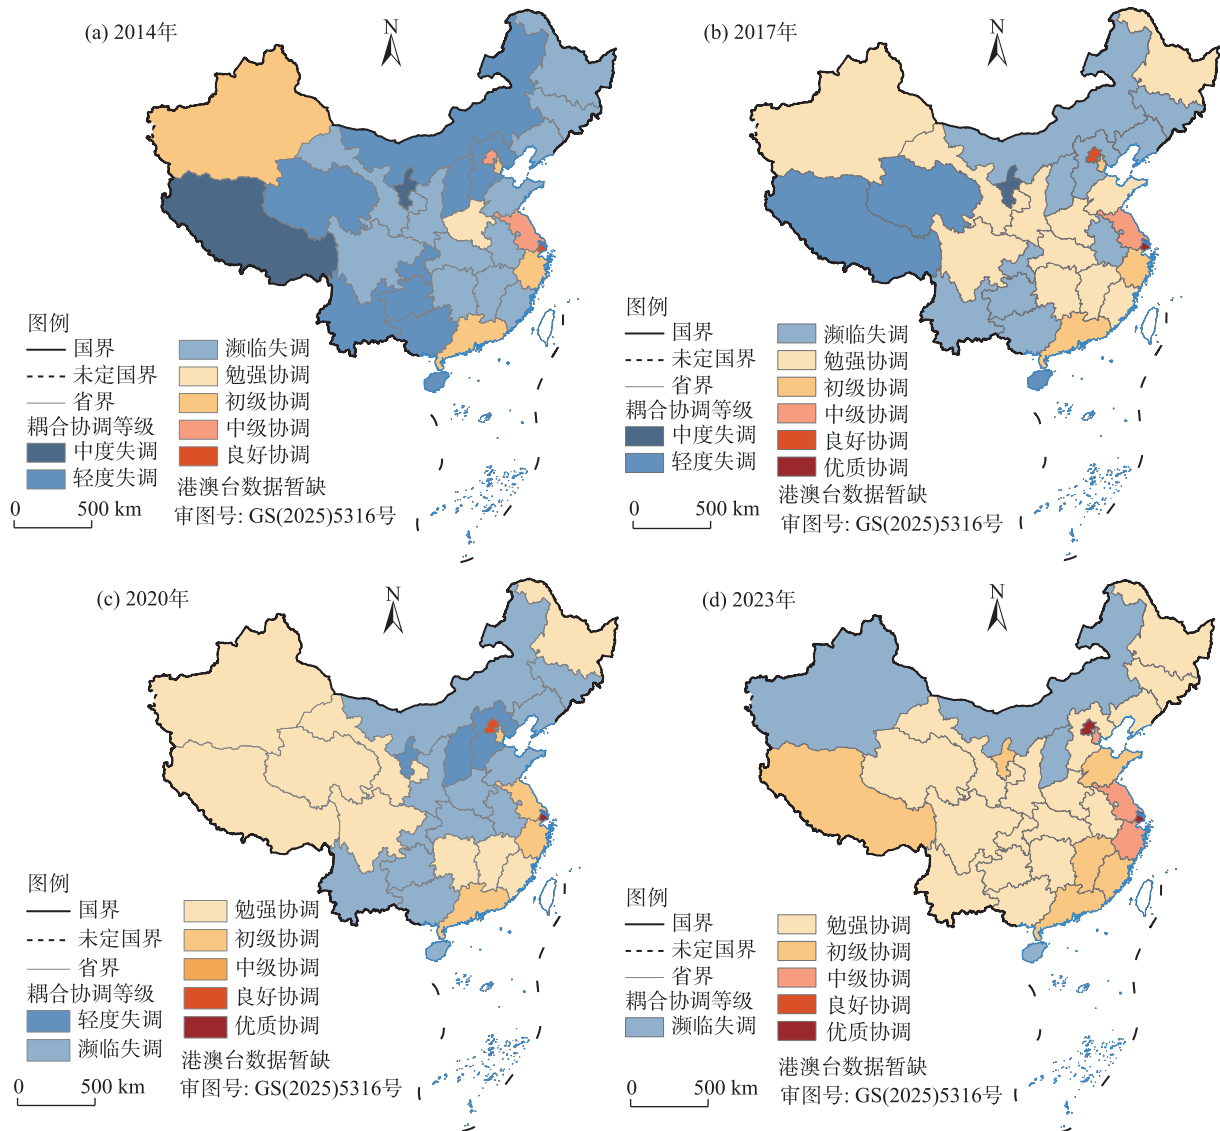 (a) 2014年
N
图例
国界
未定国界
省界
耦合协调等级
中度失调
轻度失调
濒临失调
勉强协调
初级协调
中级协调
良好协调
港澳台数据暂缺
审图号: GS(2025)5316号
0 500 km
(b) 2017年
N
图例
国界
未定国界
省界
耦合协调等级
中度失调
轻度失调
濒临失调
勉强协调
初级协调
中级协调
良好协调
优质协调
港澳台数据暂缺
审图号: GS(2025)5316号
0 500 km
(c) 2020年
N
图例
国界
未定国界
省界
耦合协调等级
轻度失调
濒临失调
勉强协调
初级协调
中级协调
良好协调
优质协调
港澳台数据暂缺
审图号: GS(2025)5316号
0 500 km
(d) 2023年
N
图例
国界
未定国界
省界
耦合协调等级
濒临失调
勉强协调
初级协调
中级协调
良好协调
优质协调
港澳台数据暂缺
审图号: GS(2025)5316号
0 500 km